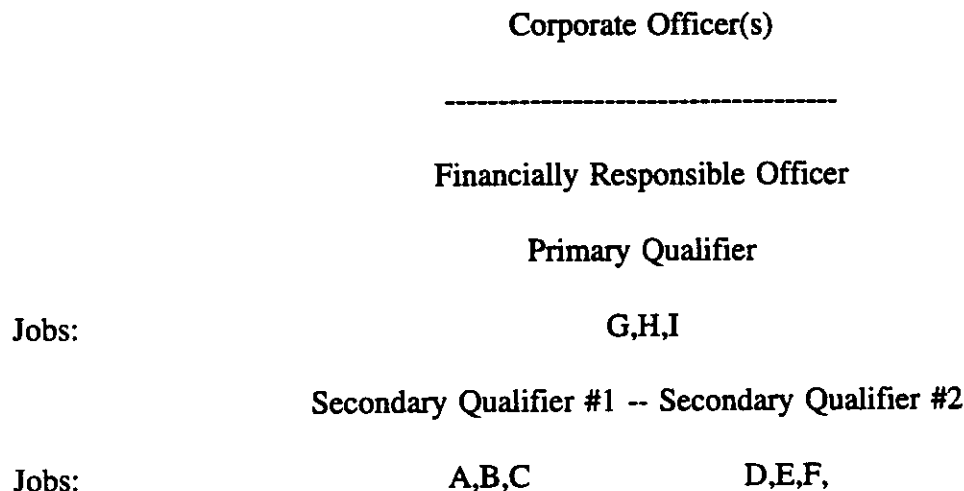 Corporate Officer(s)
---------------------------------------
Financially Responsible Officer
Primary Qualifier
Jobs: G,H,I
Secondary Qualifier #1 -- Secondary Qualifier #2
Jobs: A,B,C D,E,F,